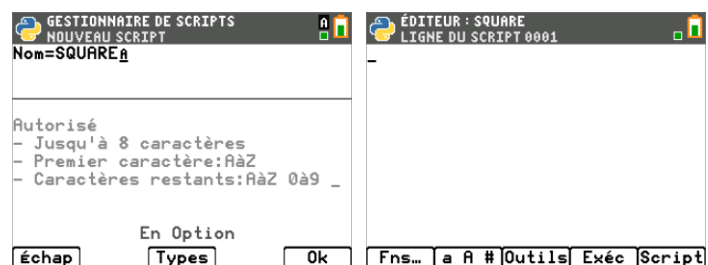 GESTIONNAIRE DE SCRIPTS
NOUVEAU SCRIPT
A
Nom=SQUAREA
Autorisé
- Jusqu'à 8 caractères
- Premier caractère:AàZ
- Caractères restants:AàZ 0à9 _
En Option
échap Types Ok
ÉDITEUR : SQUARE
LIGNE DU SCRIPT 0001
_
Fns… a A # Outils Exéc Script